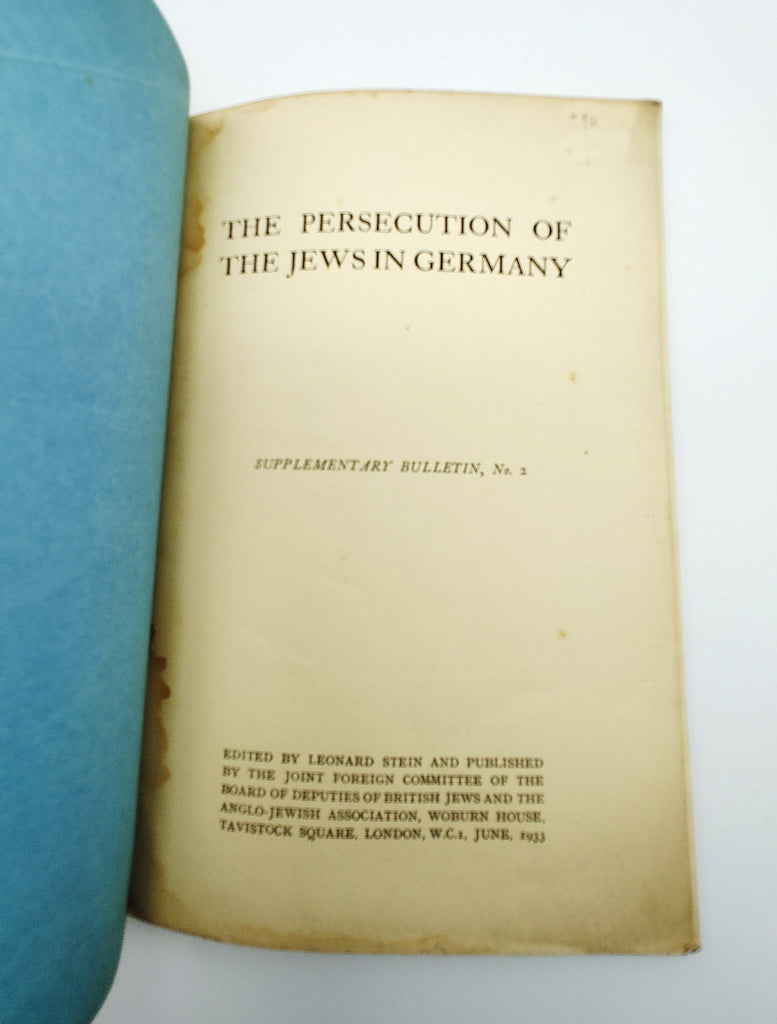 THE PERSECUTION OF
THE JEWS IN GERMANY
SUPPLEMENTARY BULLETIN, No. 2
EDITED BY LEONARD STEIN AND PUBLISHED
BY THE JOINT FOREIGN COMMITTEE OF THE
BOARD OF DEPUTIES OF BRITISH JEWS AND THE
ANGLO-JEWISH ASSOCIATION, WOBURN HOUSE,
TAVISTOCK SQUARE, LONDON, W.C.1, JUNE, 1933